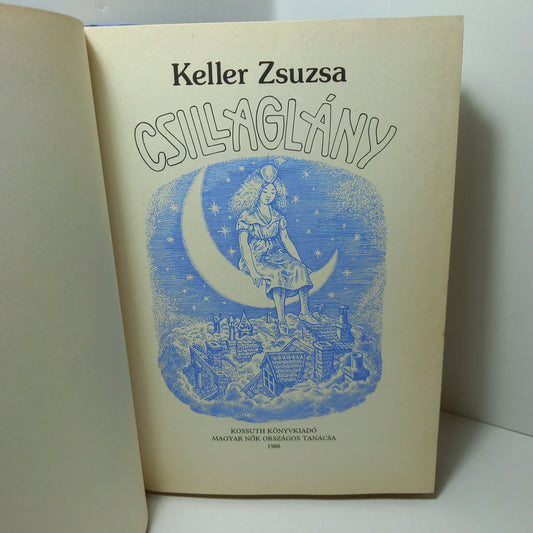 Keller Zsuzsa
CSILLAGLÁNY
KOSSUTH KÖNYVKIADÓ
MAGYAR NŐK ORSZÁGOS TANÁCSA
1988